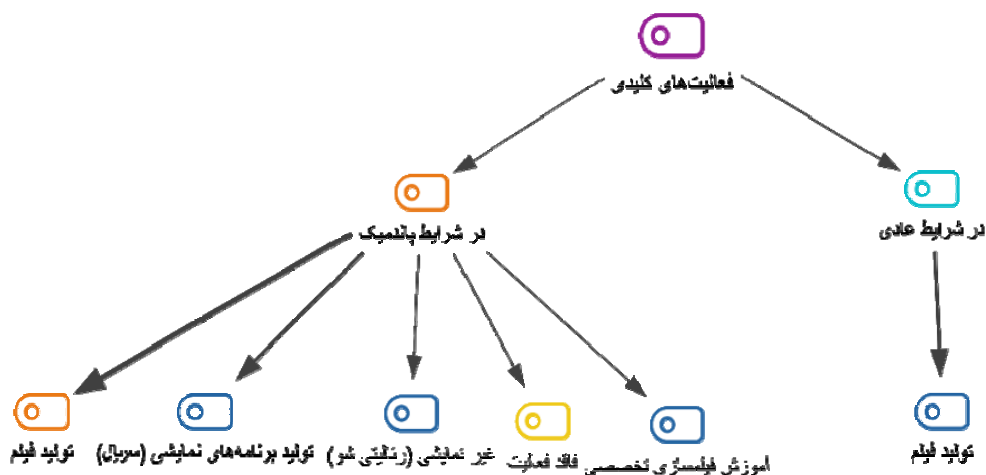 فعالیت‌های کلیدی
در شرایط عادی
در شرایط پاندمیک
تولید فیلم
آموزش فیلمسازی تخصصی
فاقد فعالیت
غیر نمایشی (رئالیتی شو)
تولید برنامه‌های نمایشی (سریال)
تولید فیلم